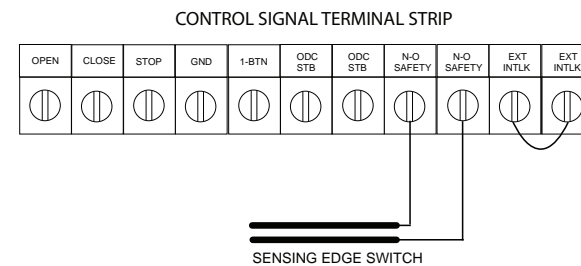 CONTROL SIGNAL TERMINAL STRIP
OPEN CLOSE STOP GND 1-BTN ODC STB ODC STB N-O SAFETY N-O SAFETY EXT INTLK EXT INTLK
SENSING EDGE SWITCH